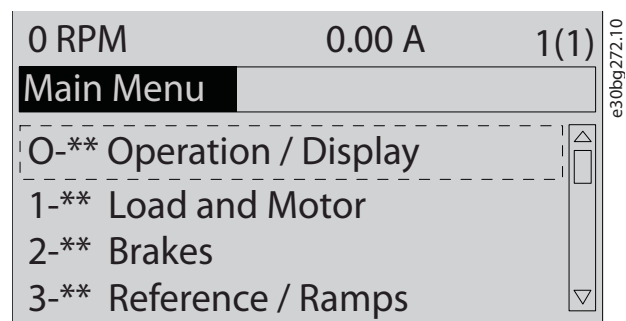 0 RPM 0.00 A 1(1)
Main Menu
O-** Operation / Display
1-** Load and Motor
2-** Brakes
3-** Reference / Ramps
e30bg272.10